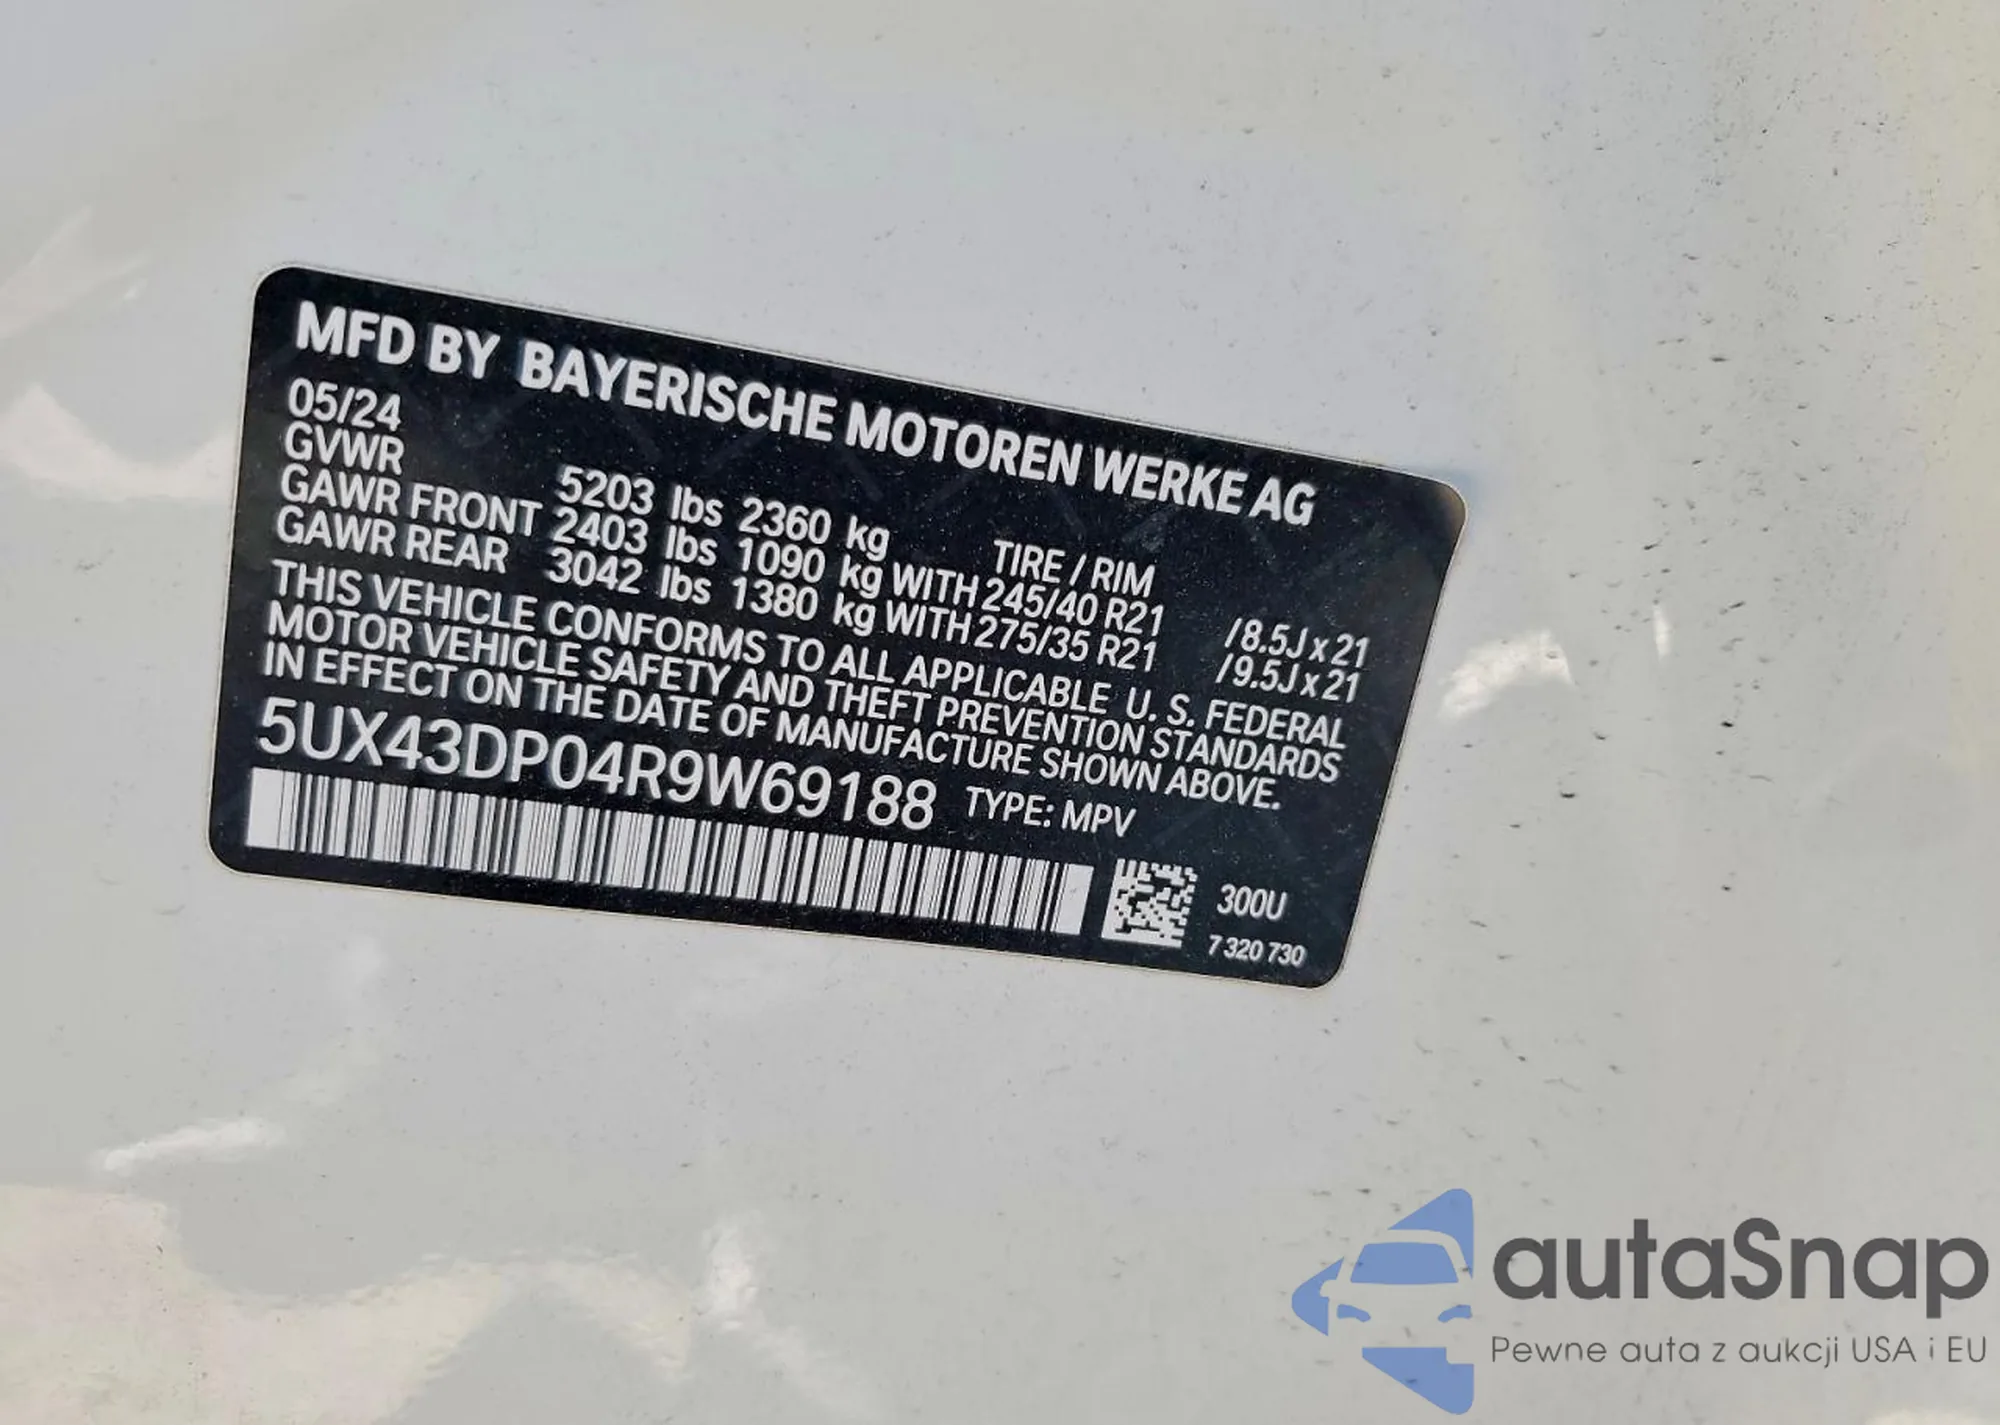 MFD BY BAYERISCHE MOTOREN WERKE AG
05/24
GVWR 5203 lbs 2360 kg TIRE / RIM
GAWR FRONT 2403 lbs 1090 kg WITH 245/40 R21 /8.5J x 21
GAWR REAR 3042 lbs 1380 kg WITH 275/35 R21 /9.5J x 21
THIS VEHICLE CONFORMS TO ALL APPLICABLE U. S. FEDERAL
MOTOR VEHICLE SAFETY AND THEFT PREVENTION STANDARDS
IN EFFECT ON THE DATE OF MANUFACTURE SHOWN ABOVE.
5UX43DP04R9W69188 TYPE: MPV
300U
7 320 730
autaSnap
Pewne auta z aukcji USA i EU